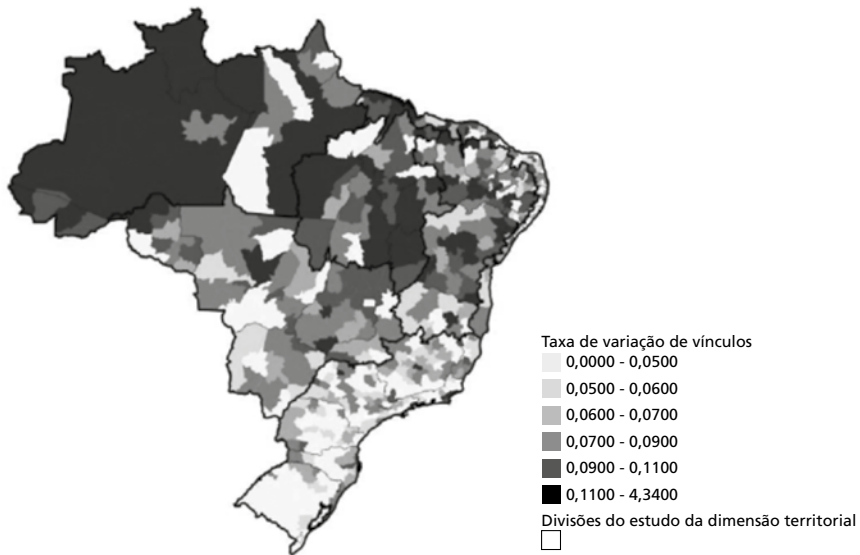 Taxa de variação de vínculos
0,0000 - 0,0500
0,0500 - 0,0600
0,0600 - 0,0700
0,0700 - 0,0900
0,0900 - 0,1100
0,1100 - 4,3400
Divisões do estudo da dimensão territorial